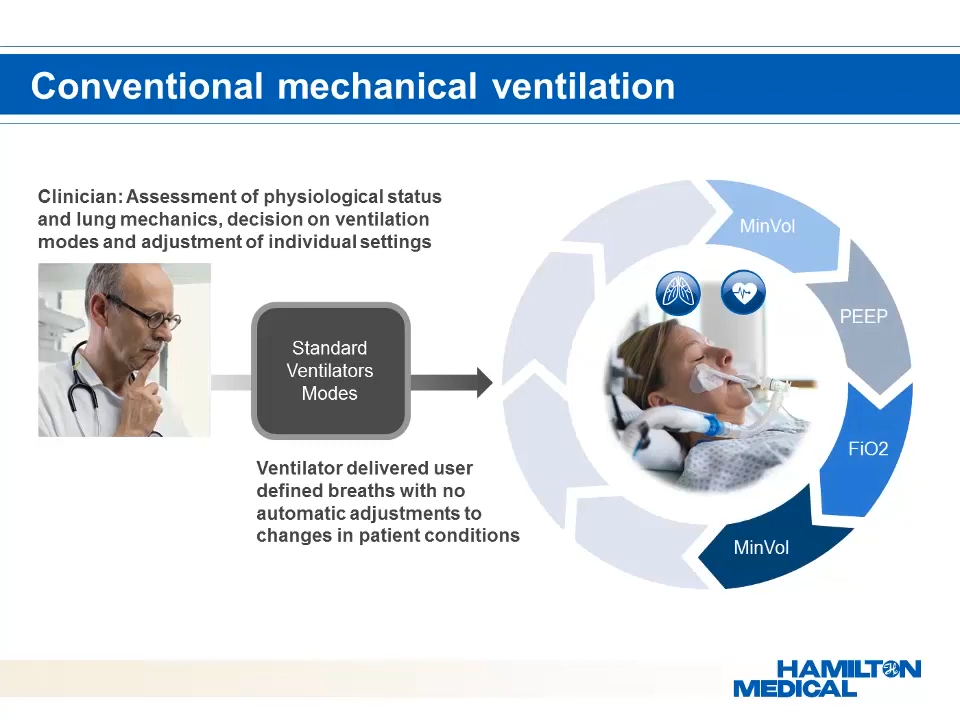 Conventional mechanical ventilation
Clinician: Assessment of physiological status
and lung mechanics, decision on ventilation
modes and adjustment of individual settings
Standard
Ventilators
Modes
Ventilator delivered user
defined breaths with no
automatic adjustments to
changes in patient conditions
MinVol
PEEP
FiO2
MinVol
HAMILTON
MEDICAL